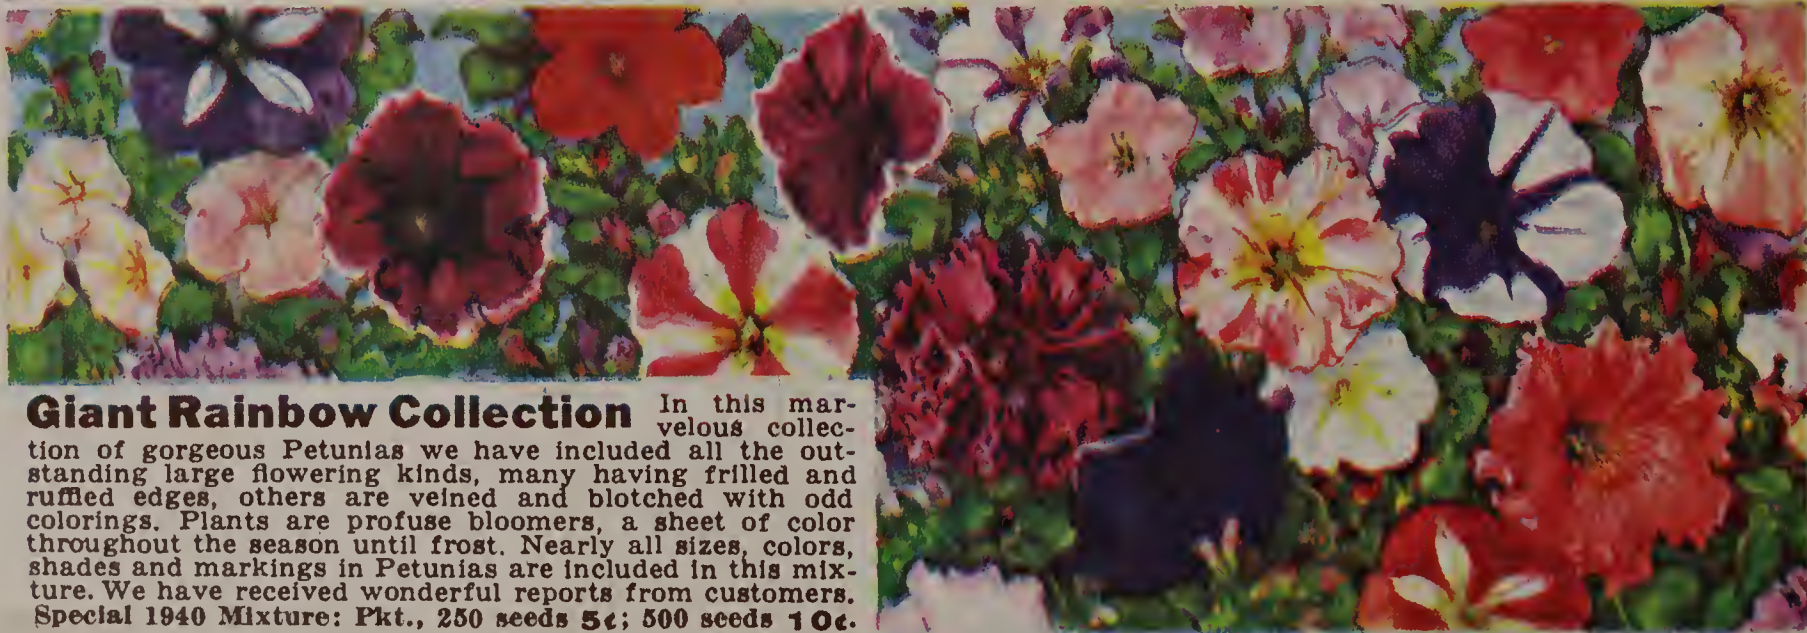 Giant Rainbow Collection In this mar-
velous collec-
tion of gorgeous Petunias we have included all the out-
standing large flowering kinds, many having frilled and
ruffled edges, others are veined and blotched with odd
colorings. Plants are profuse bloomers, a sheet of color
throughout the season until frost. Nearly all sizes, colors,
shades and markings in Petunias are included in this mix-
ture. We have received wonderful reports from customers.
Special 1940 Mixture: Pkt., 250 seeds 5¢; 500 seeds 10¢.